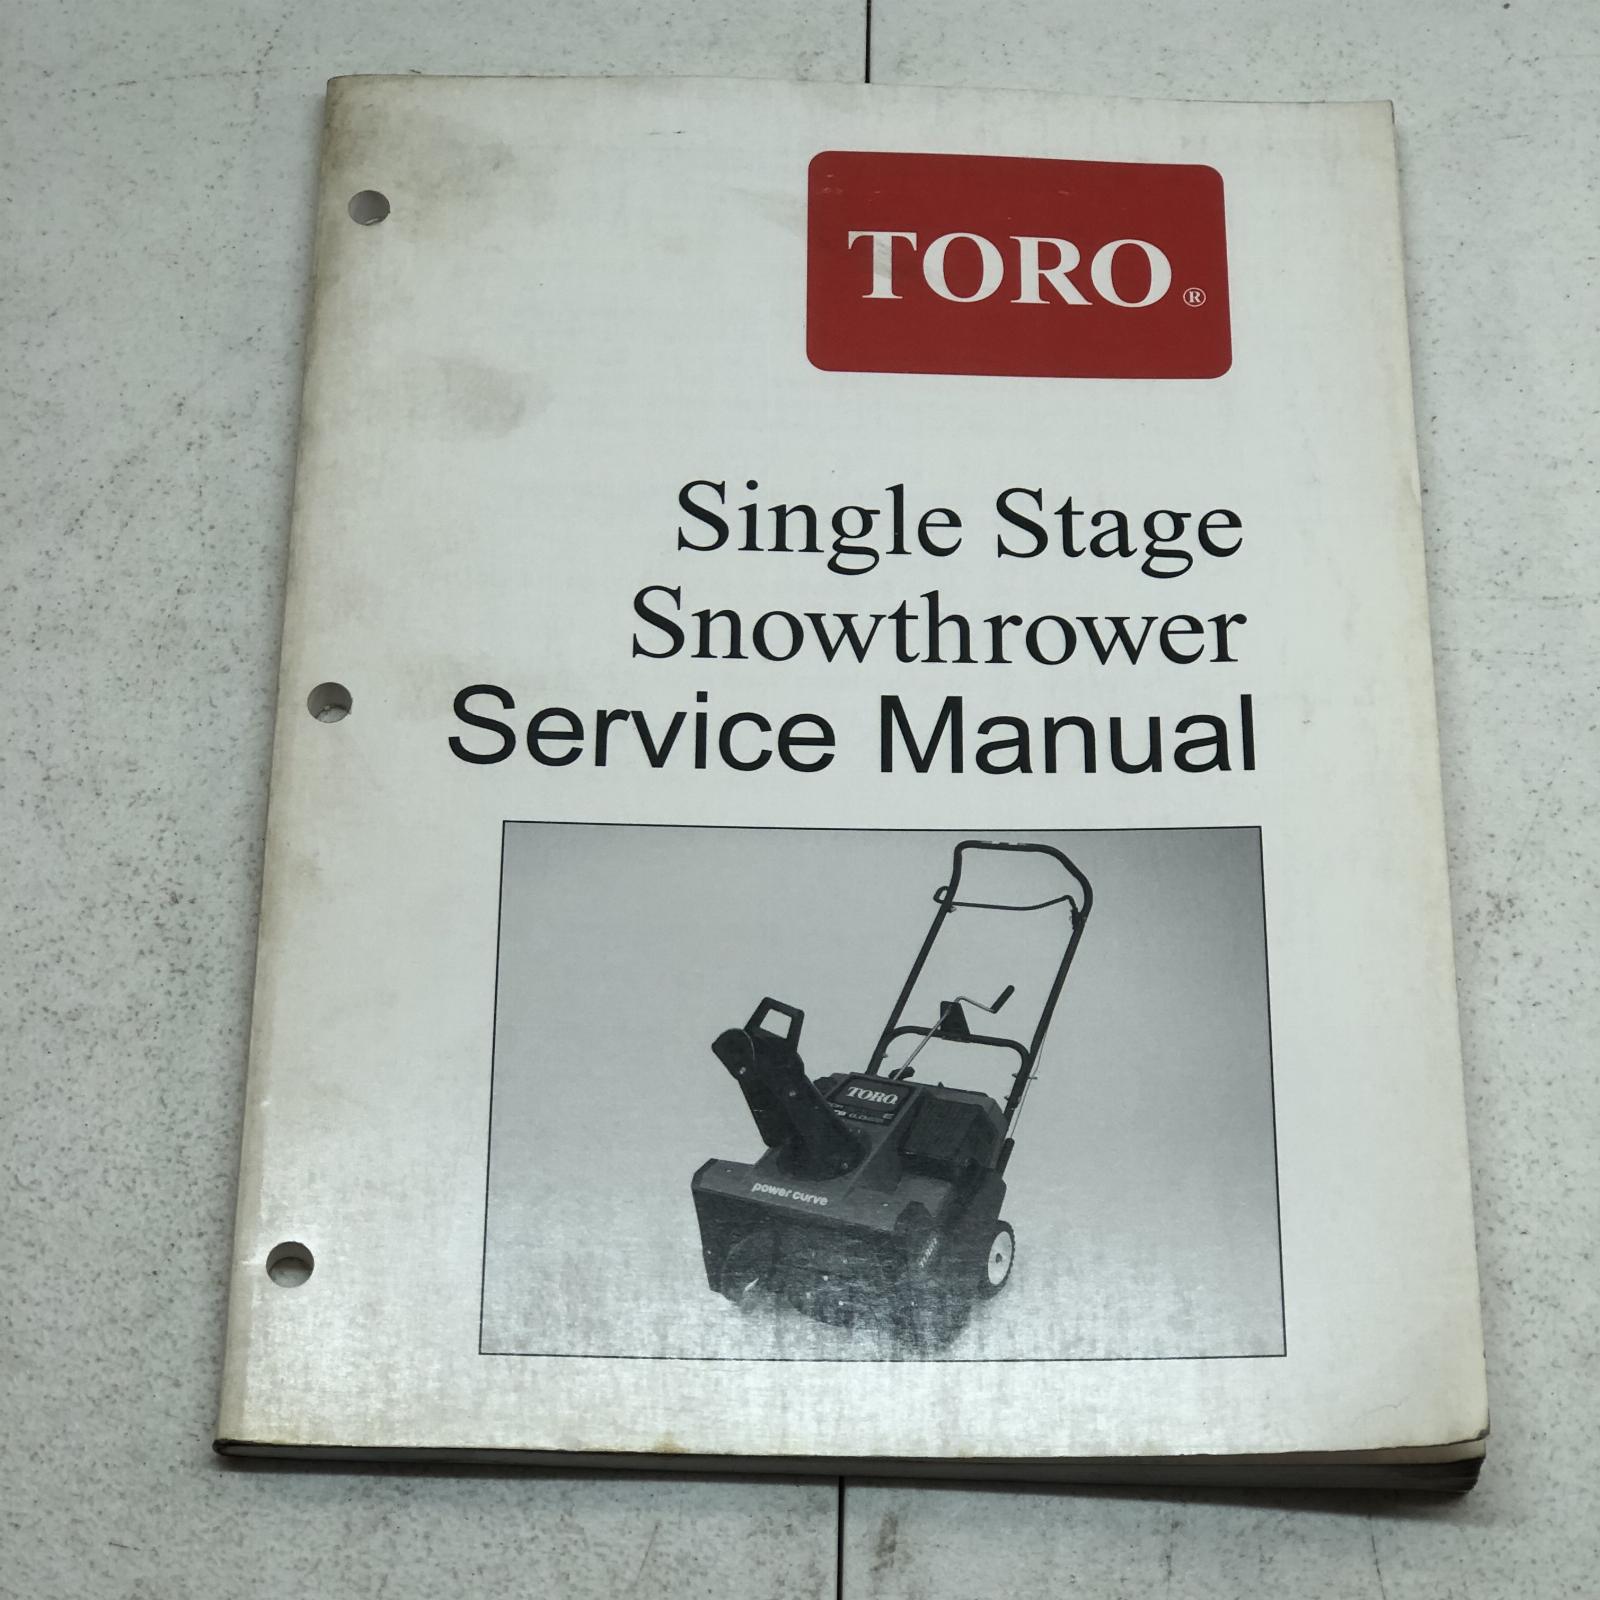 TORO®
Single Stage
Snowthrower
Service Manual
TORO
power curve